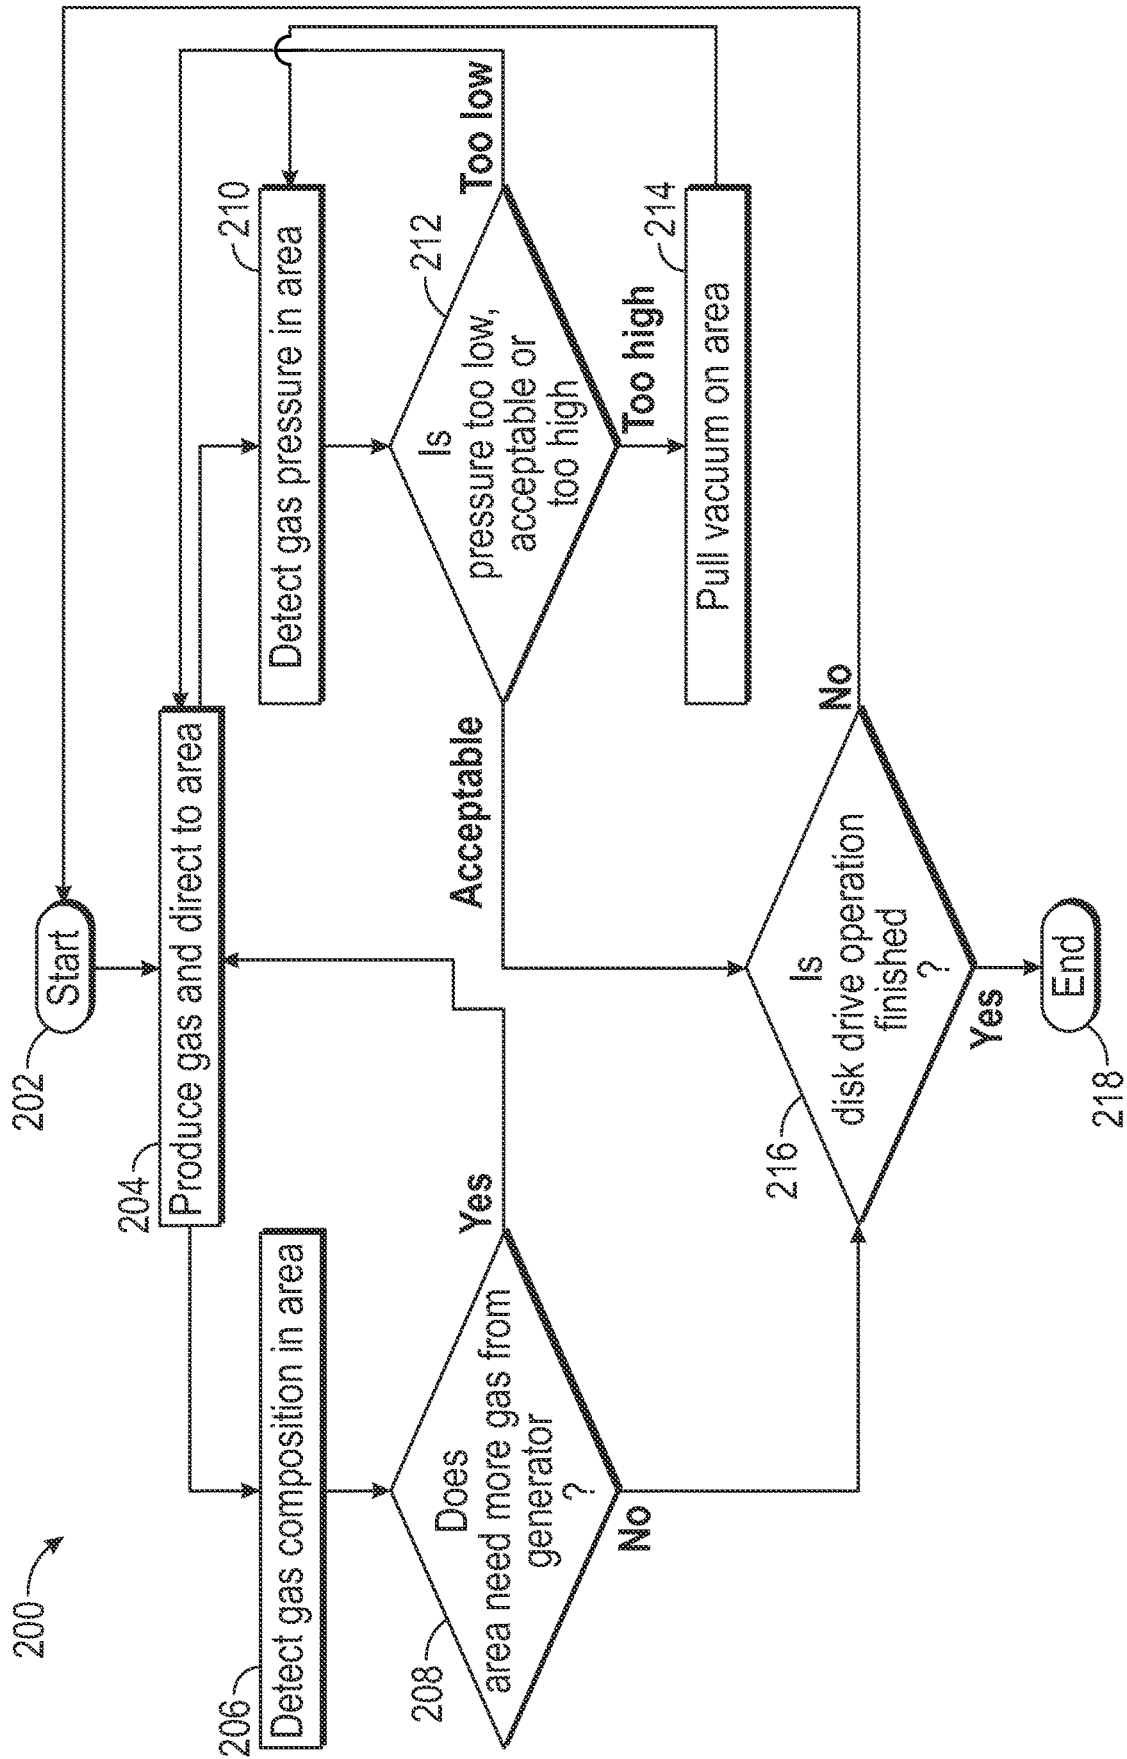 200
202
Start
204
Produce gas and direct to area
206
Detect gas composition in area
210
Detect gas pressure in area
208
Does
area need more gas from
generator
?
Yes
No
212
Is
pressure too low,
acceptable or
too high
Too low
Acceptable
Too high
214
Pull vacuum on area
216
Is
disk drive operation
finished
?
No
Yes
End
218